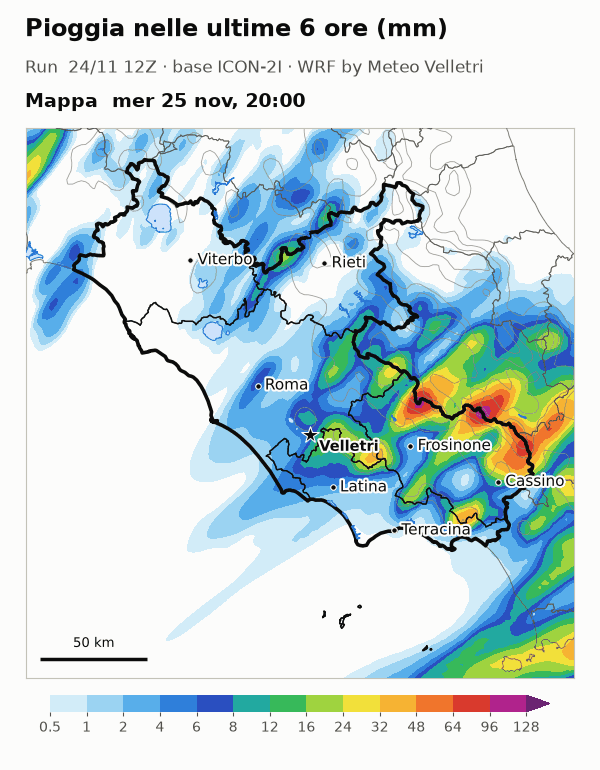 Pioggia nelle ultime 6 ore (mm)
Run  24/11 12Z · base ICON-2I · WRF by Meteo Velletri
Mappa  mer 25 nov, 20:00
Viterbo
Rieti
Roma
Velletri
Frosinone
Cassino
Latina
Terracina
50 km
0.5 1 2 4 6 8 12 16 24 32 48 64 96 128